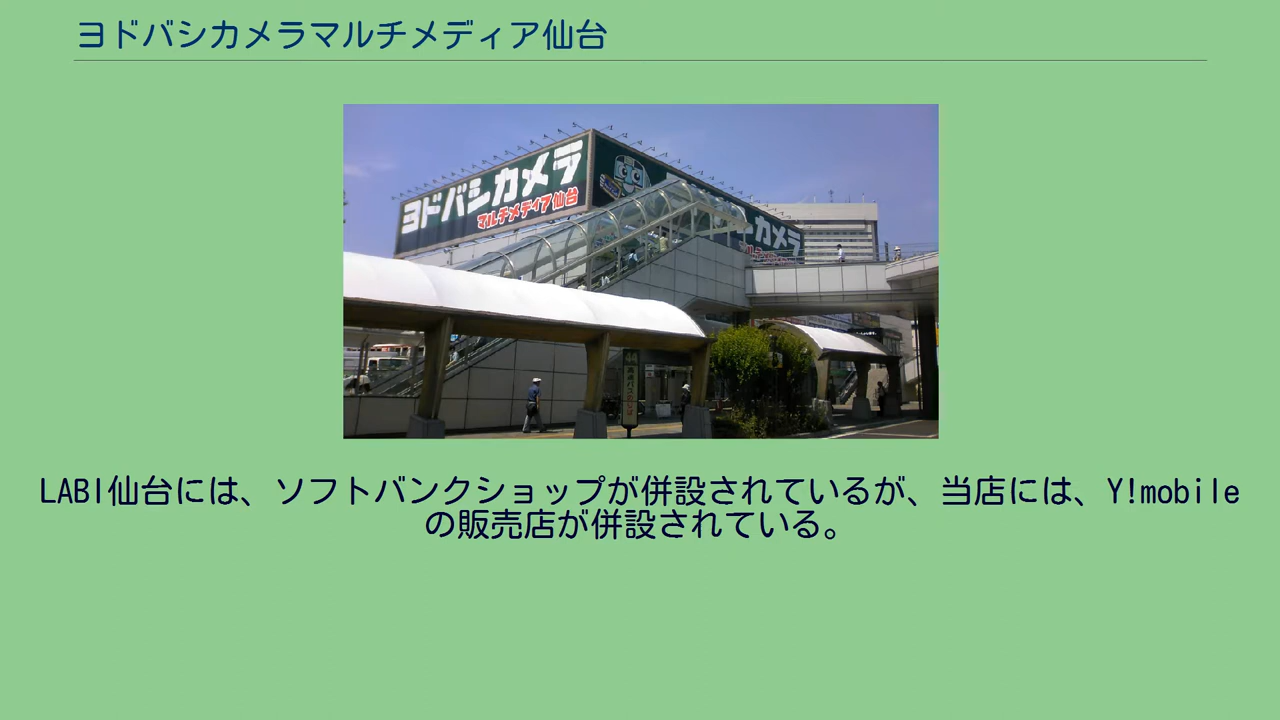 ヨドバシカメラマルチメディア仙台
ヨドバシカメラ
マルチメディア仙台
シカメラ
44
LABI仙台には、ソフトバンクショップが併設されているが、当店には、Y!mobile
の販売店が併設されている。